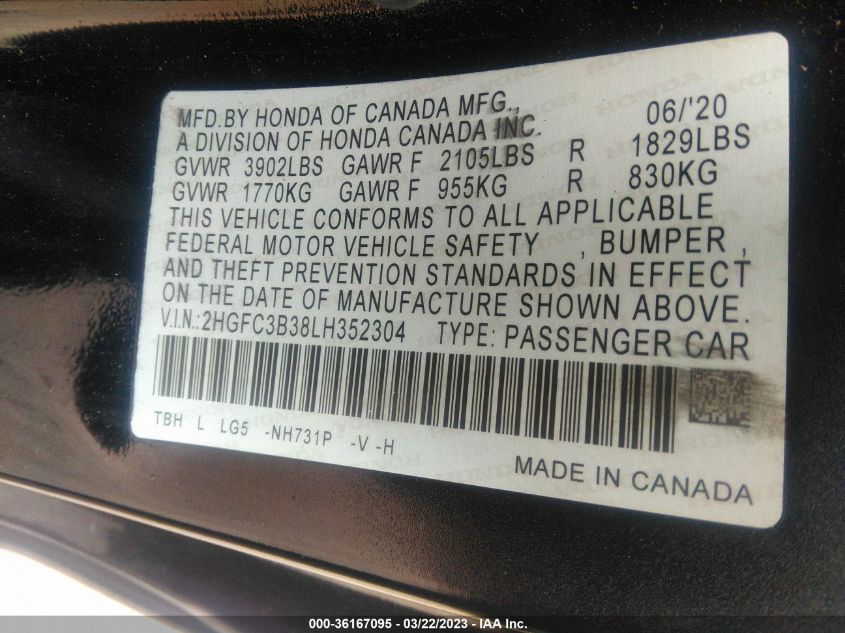 MFD.BY HONDA OF CANADA MFG., 06/'20
A DIVISION OF HONDA CANADA INC.
GVWR 3902LBS GAWR F 2105LBS R 1829LBS
GVWR 1770KG GAWR F 955KG R 830KG
THIS VEHICLE CONFORMS TO ALL APPLICABLE
FEDERAL MOTOR VEHICLE SAFETY , BUMPER ,
AND THEFT PREVENTION STANDARDS IN EFFECT
ON THE DATE OF MANUFACTURE SHOWN ABOVE.
V.I.N.:2HGFC3B38LH352304 TYPE: PASSENGER CAR
TBH L LG5 -NH731P -V -H
MADE IN CANADA
000-36167095 - 03/22/2023 - IAA Inc.